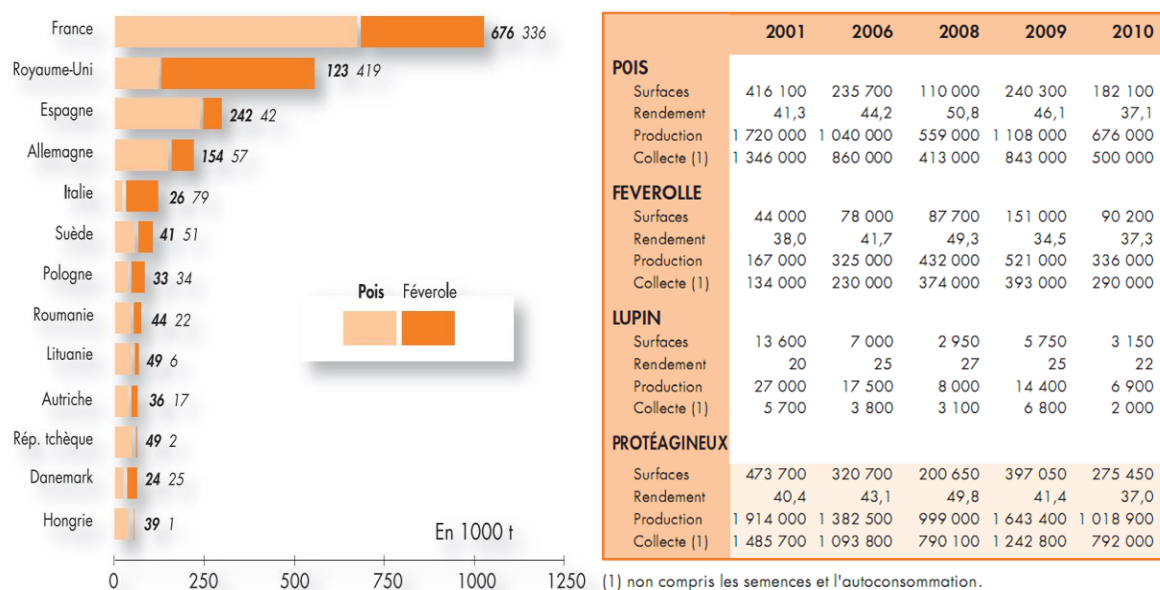 France 676 336
Royaume-Uni 123 419
Espagne 242 42
Allemagne 154 57
Italie 26 79
Suède 41 51
Pologne 33 34
Roumanie 44 22
Lituanie 49 6
Autriche 36 17
Rép. tchèque 49 2
Danemark 24 25
Hongrie 39 1
Pois Féverole
En 1000 t
0 250 500 750 1000 1250
2001 2006 2008 2009 2010
POIS
Surfaces 416 100 235 700 110 000 240 300 182 100
Rendement 41,3 44,2 50,8 46,1 37,1
Production 1 720 000 1 040 000 559 000 1 108 000 676 000
Collecte (1) 1 346 000 860 000 413 000 843 000 500 000
FEVEROLLE
Surfaces 44 000 78 000 87 700 151 000 90 200
Rendement 38,0 41,7 49,3 34,5 37,3
Production 167 000 325 000 432 000 521 000 336 000
Collecte (1) 134 000 230 000 374 000 393 000 290 000
LUPIN
Surfaces 13 600 7 000 2 950 5 750 3 150
Rendement 20 25 27 25 22
Production 27 000 17 500 8 000 14 400 6 900
Collecte (1) 5 700 3 800 3 100 6 800 2 000
PROTÉAGINEUX
Surfaces 473 700 320 700 200 650 397 050 275 450
Rendement 40,4 43,1 49,8 41,4 37,0
Production 1 914 000 1 382 500 999 000 1 643 400 1 018 900
Collecte (1) 1 485 700 1 093 800 790 100 1 242 800 792 000
(1) non compris les semences et l'autoconsommation.